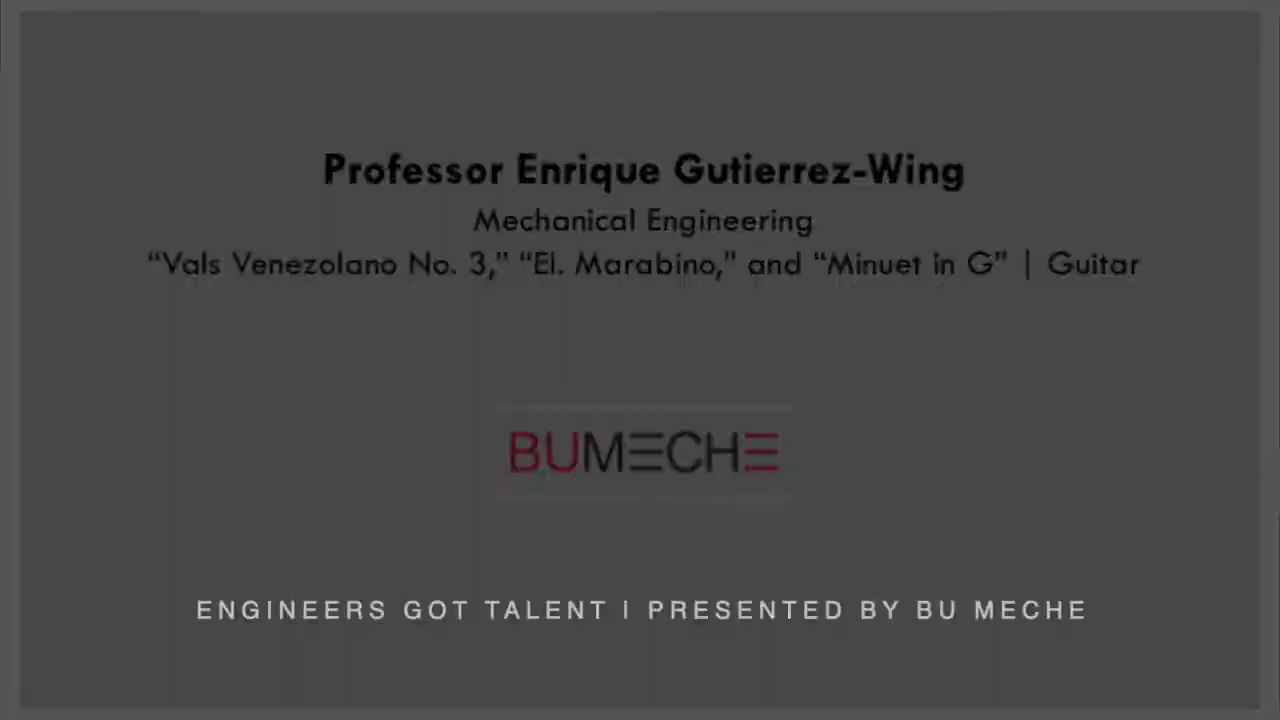 Professor Enrique Gutierrez-Wing
Mechanical Engineering
“Vals Venezolano No. 3,” “El. Marabino,” and “Minuet in G” | Guitar
BUMECHE
ENGINEERS GOT TALENT | PRESENTED BY BU MECHE